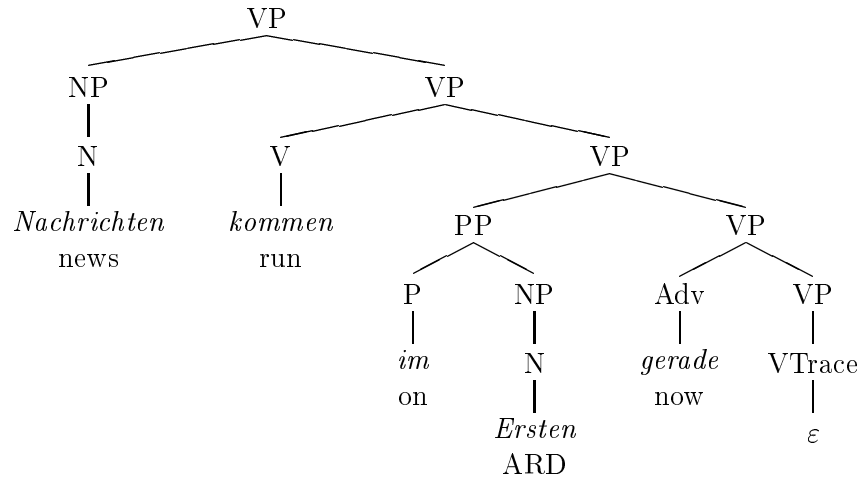 VP
NP VP
N V VP
Nachrichten kommen PP VP
news run
P NP Adv VP
im N gerade VTrace
on now
Ersten ε
ARD